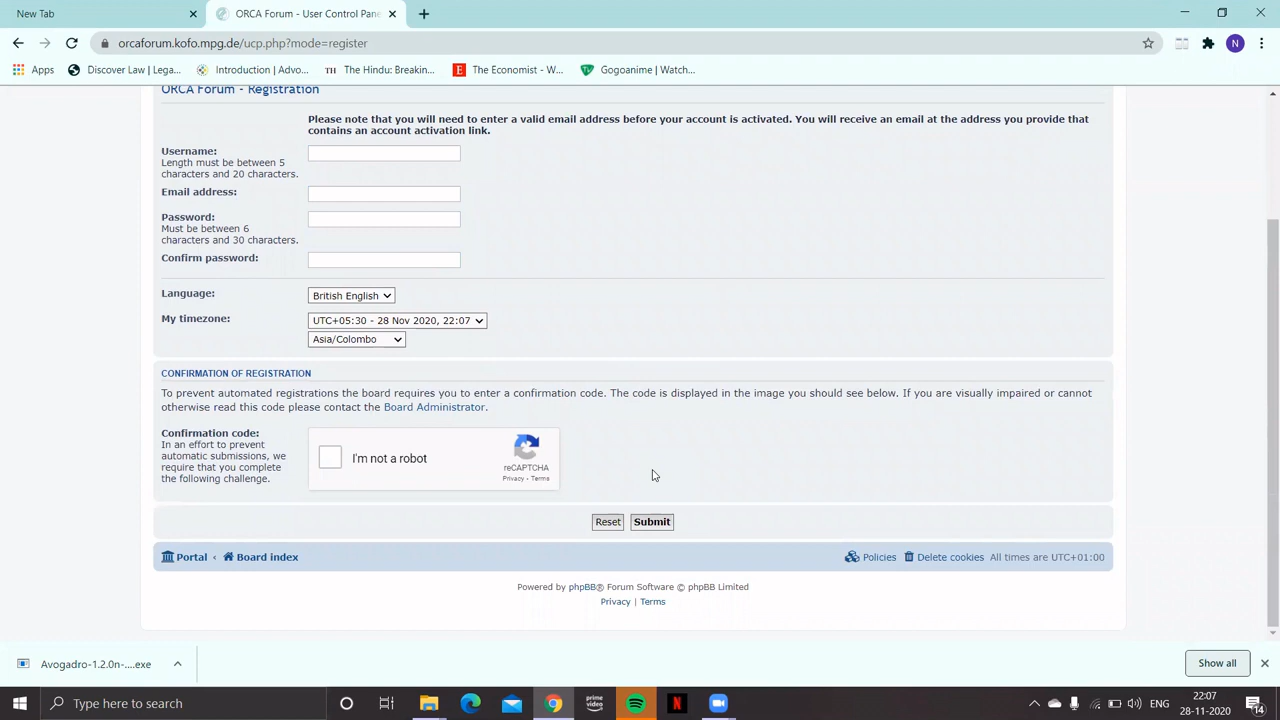 New Tab
ORCA Forum - User Control Pane
orcaforum.kofo.mpg.de/ucp.php?mode=register
N
Apps
Discover Law | Lega...
Introduction | Advo...
TH The Hindu: Breakin...
E The Economist - W...
Gogoanime | Watch...
ORCA Forum - Registration
Please note that you will need to enter a valid email address before your account is activated. You will receive an email at the address you provide that
contains an account activation link.
Username:
Length must be between 5
characters and 20 characters.
Email address:
Password:
Must be between 6
characters and 30 characters.
Confirm password:
Language:
British English
My timezone:
UTC+05:30 - 28 Nov 2020, 22:07
Asia/Colombo
CONFIRMATION OF REGISTRATION
To prevent automated registrations the board requires you to enter a confirmation code. The code is displayed in the image you should see below. If you are visually impaired or cannot
otherwise read this code please contact the Board Administrator.
Confirmation code:
In an effort to prevent
automatic submissions, we
require that you complete
the following challenge.
I'm not a robot
reCAPTCHA
Privacy - Terms
Reset
Submit
Portal ‹ Board index
Policies
Delete cookies
All times are UTC+01:00
Powered by phpBB® Forum Software © phpBB Limited
Privacy | Terms
Avogadro-1.2.0n-....exe
Show all
Type here to search
prime
video
N
ENG
22:07
28-11-2020
14